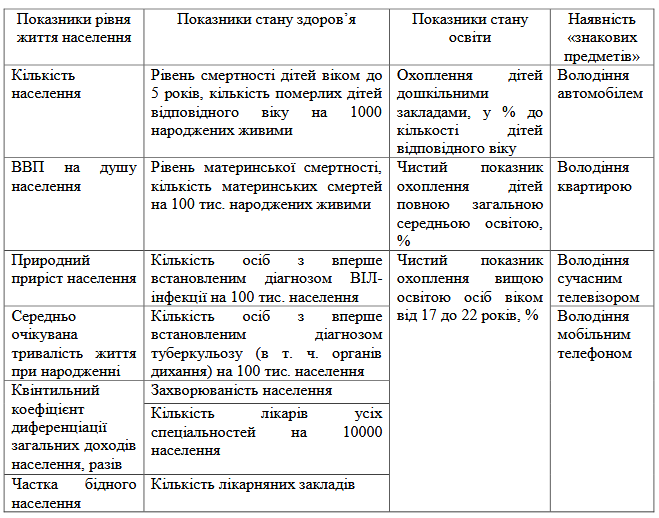 Показники рівня
життя населення
Показники стану здоров’я
Показники стану
освіти
Наявність
«знакових
предметів»
Кількість
населення
Рівень смертності дітей віком до
5 років, кількість померлих дітей
відповідного віку на 1000
народжених живими
Охоплення дітей
дошкільними
закладами, у % до
кількості дітей
відповідного віку
Володіння
автомобілем
ВВП на душу
населення
Рівень материнської смертності,
кількість материнських смертей
на 100 тис. народжених живими
Чистий показник
охоплення дітей
повною загальною
середньою освітою,
%
Володіння
квартирою
Природний
приріст населення
Кількість осіб з вперше
встановленим діагнозом ВІЛ-
інфекції на 100 тис. населення
Чистий показник
охоплення вищою
освітою осіб віком
від 17 до 22 років, %
Володіння
сучасним
телевізором
Середньо
очікувана
тривалість життя
при народженні
Кількість осіб з вперше
встановленим діагнозом
туберкульозу (в т. ч. органів
дихання) на 100 тис. населення
Володіння
мобільним
телефоном
Квінтильний
коефіцієнт
диференціації
загальних доходів
населення, разів
Захворюваність населення
Кількість лікарів усіх
спеціальностей на 10000
населення
Частка бідного
населення
Кількість лікарняних закладів